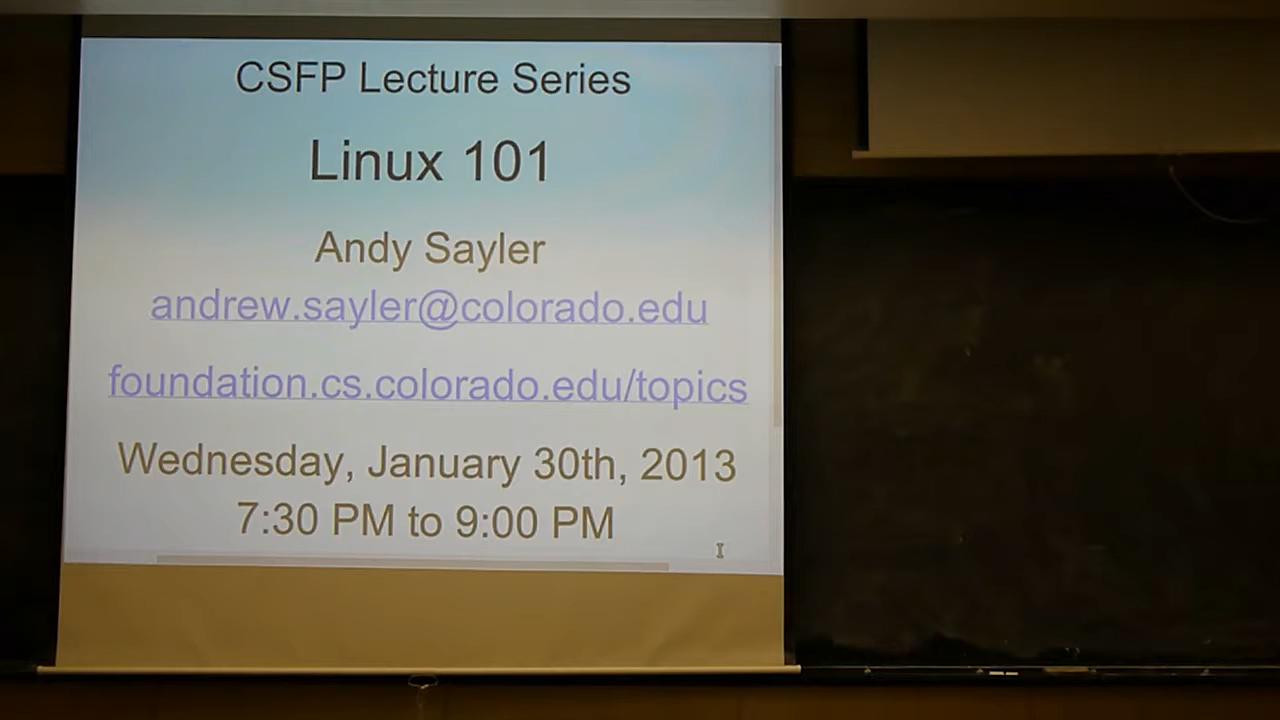 CSFP Lecture Series
Linux 101
Andy Sayler
andrew.sayler@colorado.edu
foundation.cs.colorado.edu/topics
Wednesday, January 30th, 2013
7:30 PM to 9:00 PM